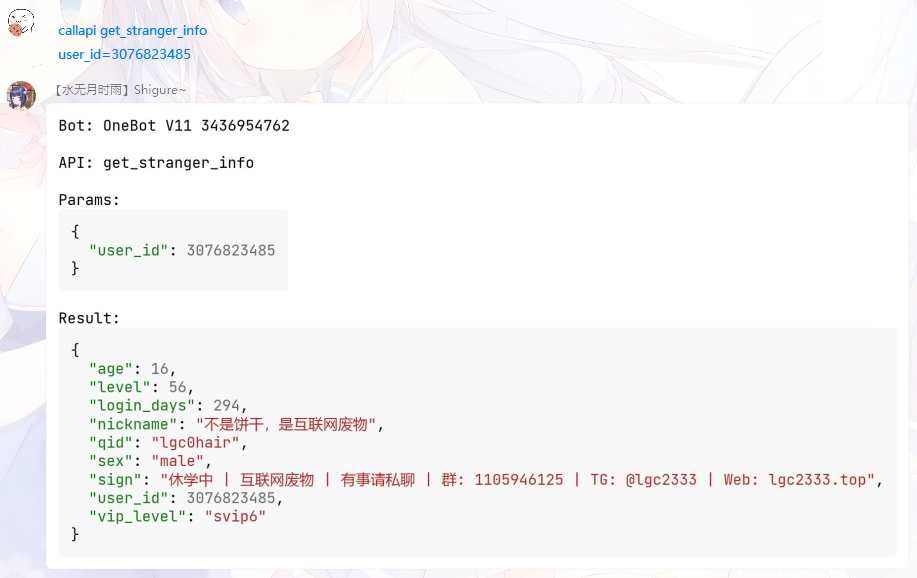 callapi get_stranger_info
user_id=3076823485
【水无月时雨】Shigure~
Bot: OneBot V11 3436954762
API: get_stranger_info
Params:
{
"user_id": 3076823485
}
Result:
{
"age": 16,
"level": 56,
"login_days": 294,
"nickname": "不是饼干，是互联网废物",
"qid": "lgc0hair",
"sex": "male",
"sign": "休学中 | 互联网废物 | 有事请私聊 | 群: 1105946125 | TG: @lgc2333 | Web: lgc2333.top",
"user_id": 3076823485,
"vip_level": "svip6"
}